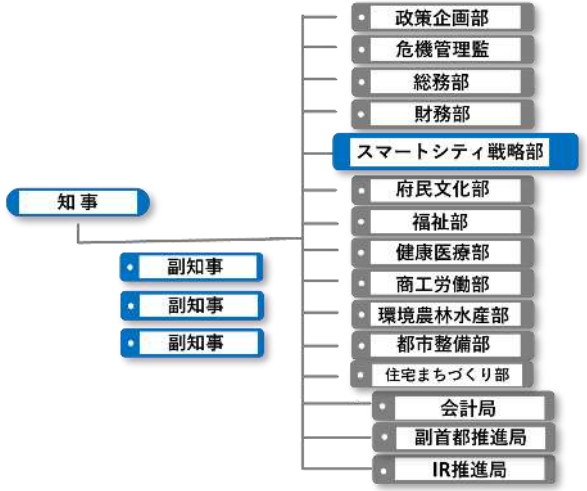 政策企画部
危機管理監
総務部
財務部
スマートシティ戦略部
府民文化部
福祉部
健康医療部
商工労働部
環境農林水産部
都市整備部
住宅まちづくり部
会計局
副首都推進局
IR推進局
知事
副知事
副知事
副知事